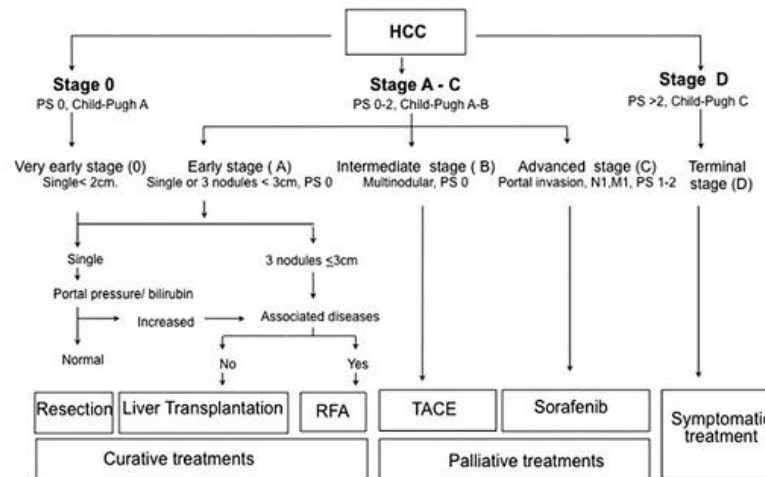 HCC
Stage 0
PS 0, Child-Pugh A
Stage A - C
PS 0-2, Child-Pugh A-B
Stage D
PS >2, Child-Pugh C
Very early stage (0)
Single< 2cm.
Early stage ( A)
Single or 3 nodules < 3cm, PS 0
Intermediate stage ( B)
Multinodular, PS 0
Advanced stage (C)
Portal invasion, N1,M1, PS 1-2
Terminal
stage (D)
Single
3 nodules ≤3cm
Portal pressure/ bilirubin
Increased
Associated diseases
Normal
No
Yes
Resection
Liver Transplantation
RFA
TACE
Sorafenib
Symptomatic
treatment
Curative treatments
Palliative treatments